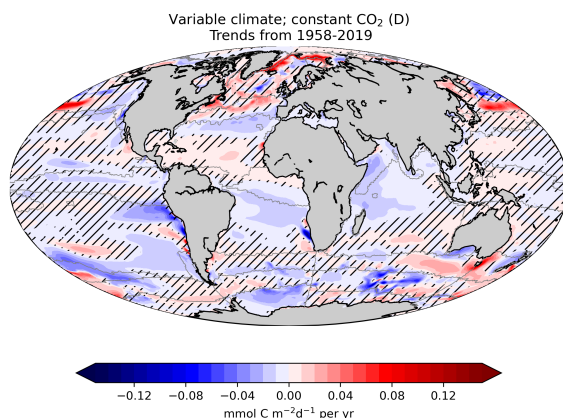 Variable climate; constant CO₂ (D)
Trends from 1958-2019
−0.12 −0.08 −0.04 0.00 0.04 0.08 0.12
mmol C m⁻²d⁻¹ per yr